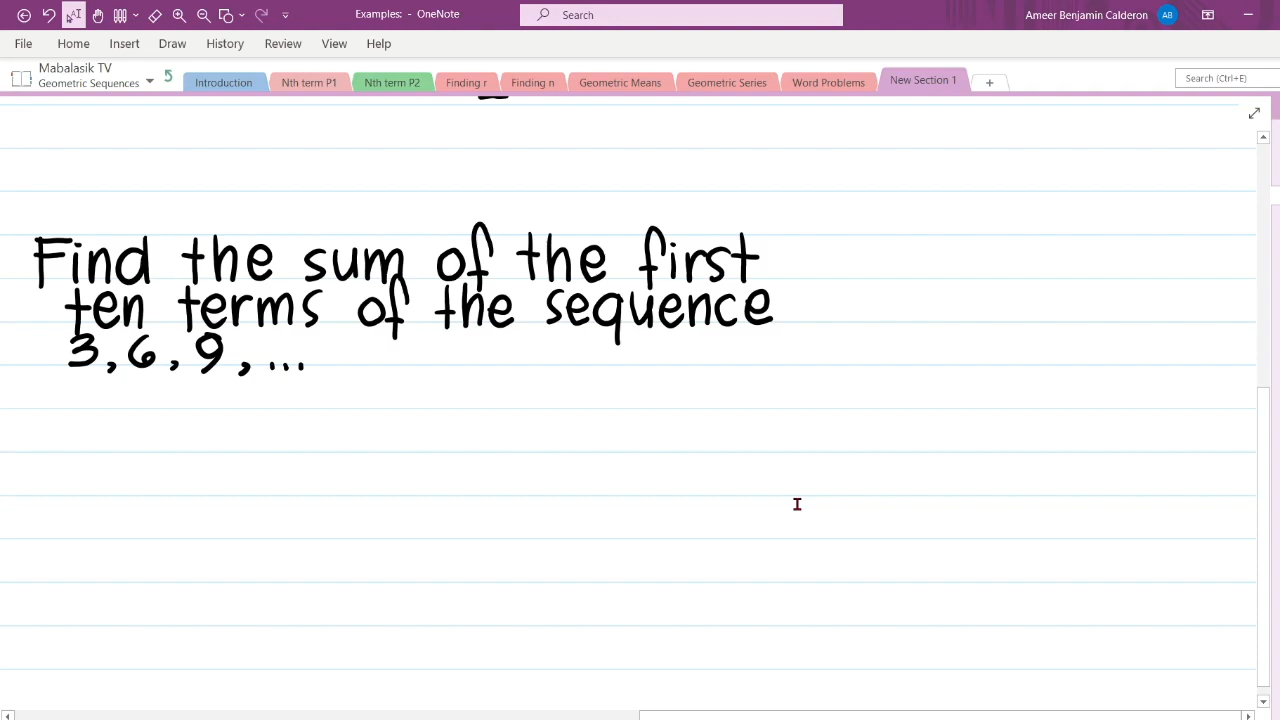 Examples: - OneNote
Search
Ameer Benjamin Calderon
AB
File Home Insert Draw History Review View Help
Mabalasik TV
Geometric Sequences
Introduction Nth term P1 Nth term P2 Finding r Finding n Geometric Means Geometric Series Word Problems New Section 1 +
Search (Ctrl+E)
Find the sum of the first
ten terms of the sequence
3, 6, 9, ...